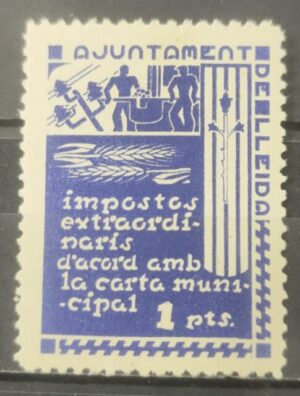 AJUNTAMENT
DE LLEIDA
impostos
extraordi-
naris
d'acord amb
la carta muni-
-cipal
1 pts.